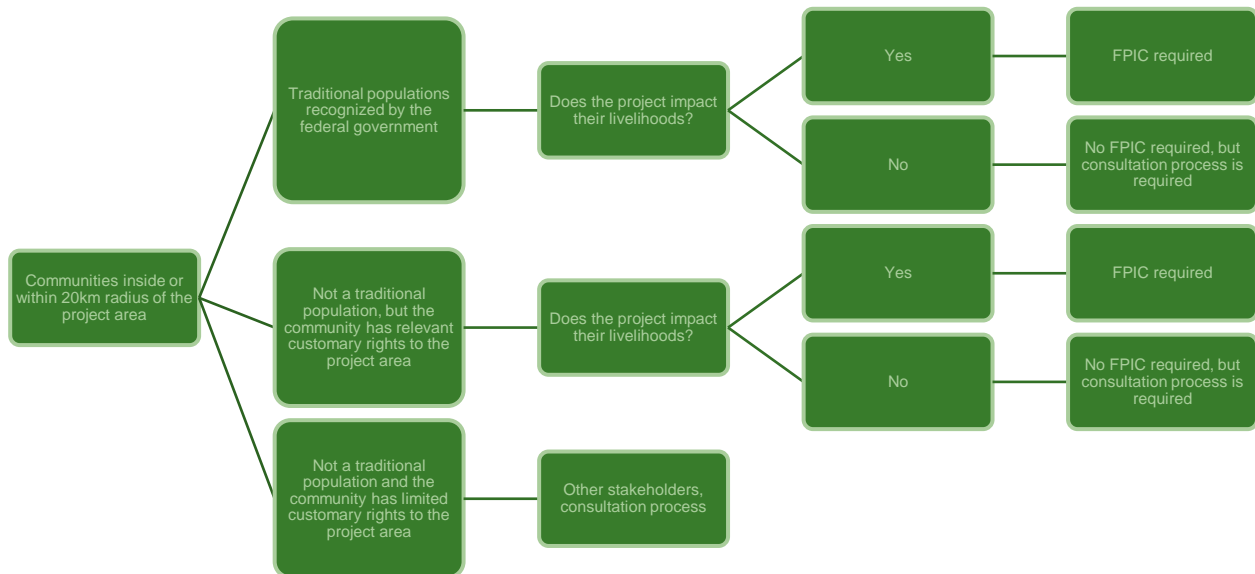 Communities inside or
within 20km radius of the
project area
Traditional populations
recognized by the
federal government
Does the project impact
their livelihoods?
Yes
FPIC required
No
No FPIC required, but
consultation process is
required
Not a traditional
population, but the
community has relevant
customary rights to the
project area
Does the project impact
their livelihoods?
Yes
FPIC required
No
No FPIC required, but
consultation process is
required
Not a traditional
population and the
community has limited
customary rights to the
project area
Other stakeholders,
consultation process